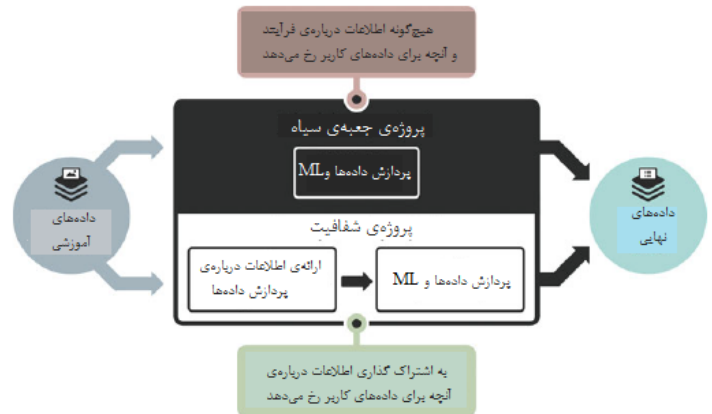 هیچ‌گونه اطلاعات درباره‌ی فرآیند
و آنچه برای داده‌های کاربر رخ می‌دهد
پروژه‌ی جعبه‌ی سیاه
پردازش داده‌ها وML
داده‌های
آموزشی
داده‌های
نهایی
پروژه‌ی شفافیت
ارائه‌ی اطلاعات درباره‌ی
پردازش داده‌ها
پردازش داده‌ها و ML
به اشتراک گذاری اطلاعات درباره‌ی
آنچه برای داده‌های کاربر رخ می‌دهد